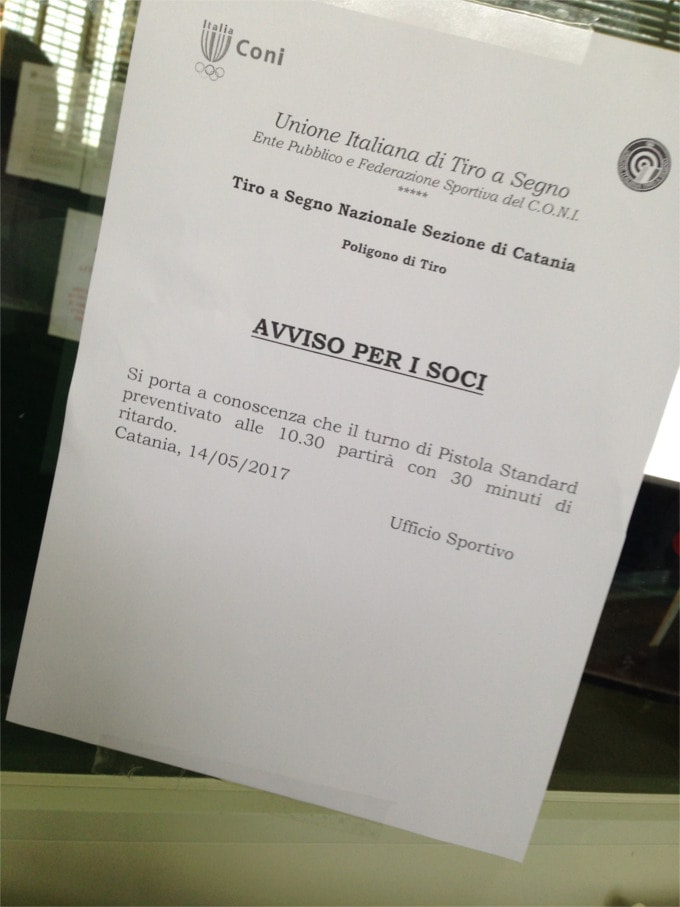 Italia
Coni
Unione Italiana di Tiro a Segno
Ente Pubblico e Federazione Sportiva del C.O.N.I.
*****
Tiro a Segno Nazionale Sezione di Catania
Poligono di Tiro
AVVISO PER I SOCI
Si porta a conoscenza che il turno di Pistola Standard
preventivato alle 10.30 partirà con 30 minuti di
ritardo.
Catania, 14/05/2017
Ufficio Sportivo